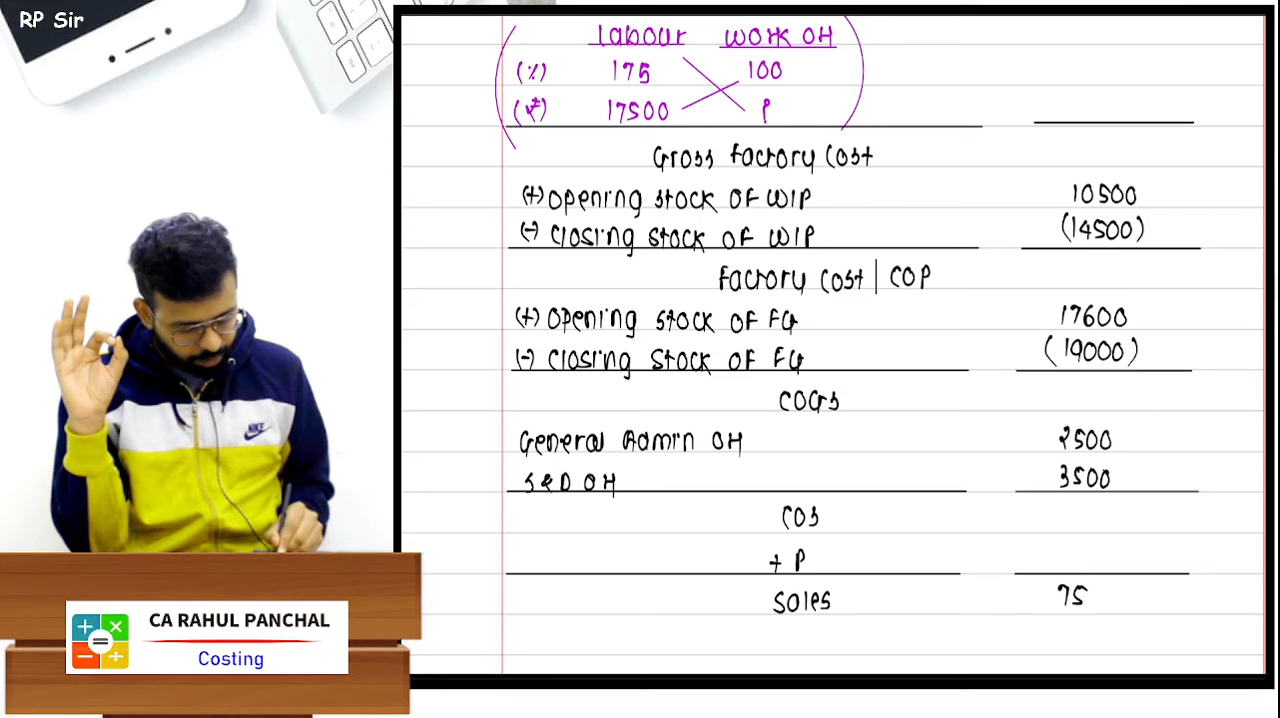 RP Sir
Labour Work OH
(%) 175 100
(₹) 17500 ?
Gross Factory Cost
(+) Opening Stock of WIP 10500
(-) Closing Stock of WIP (14500)
Factory Cost | COP
(+) Opening Stock of FG 17600
(-) Closing Stock of FG (19000)
COGS
General Admin OH 2500
S&D OH 3500
COS
+ P
Sales 75
NIKE
CA RAHUL PANCHAL
Costing